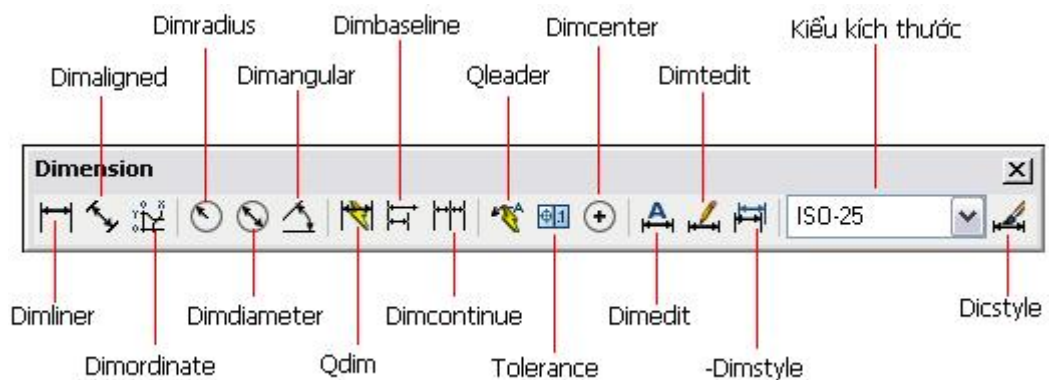 Dimradius Dimbaseline Dimcenter Kiểu kích thước
Dimaligned Dimangular Qleader Dimtedit
Dimension
ISO-25
Dimliner Dimdiameter Dimcontinue Dimedit Dicstyle
Dimordinate Qdim Tolerance -Dimstyle